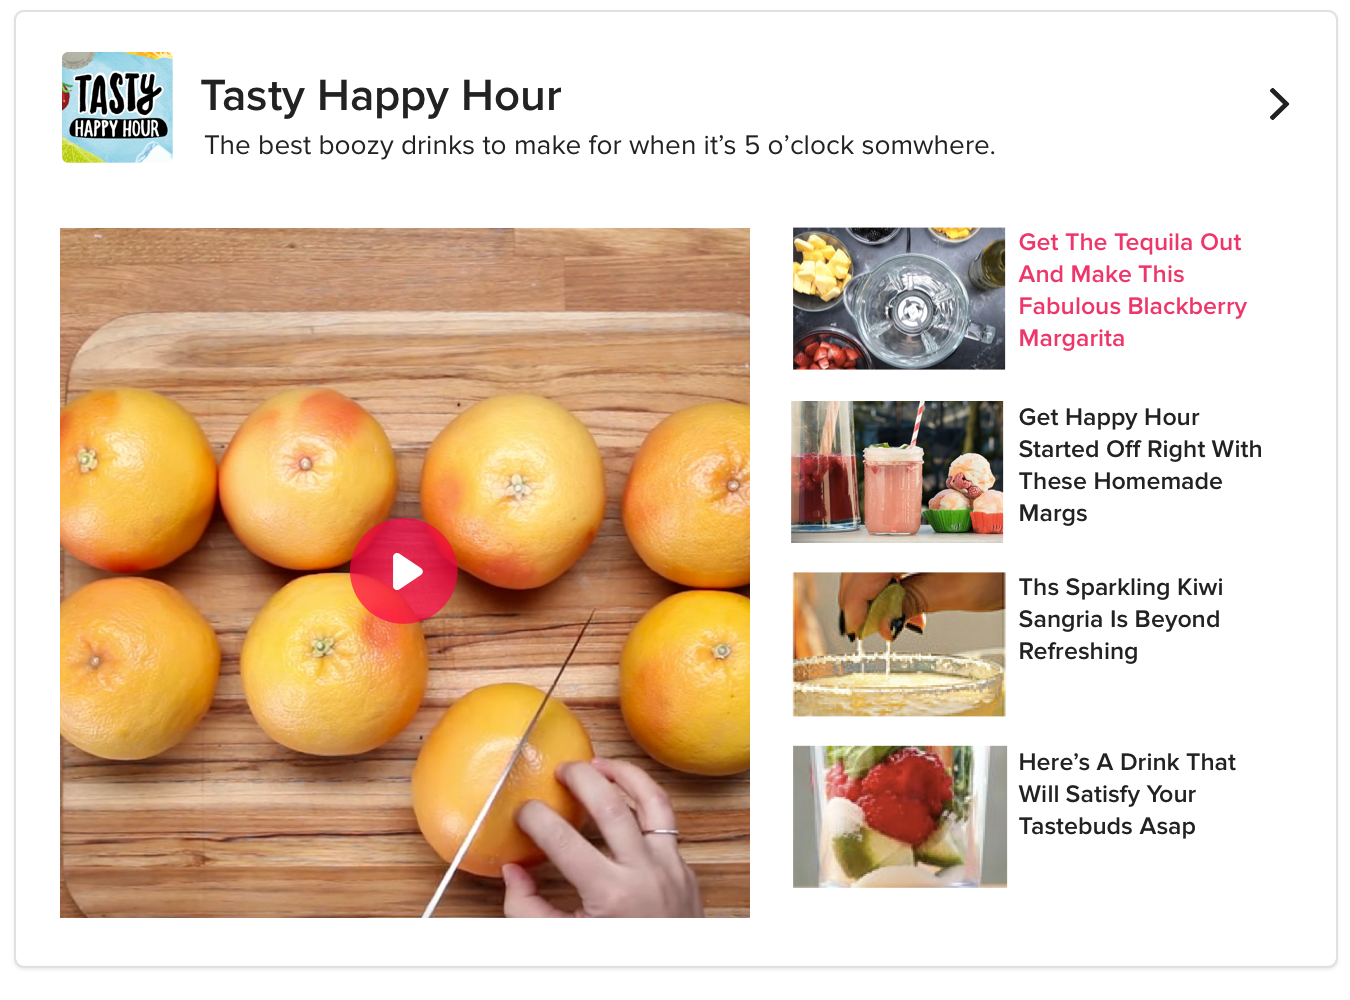 TASTY
HAPPY HOUR
Tasty Happy Hour
The best boozy drinks to make for when it’s 5 o’clock somwhere.
Get The Tequila Out
And Make This
Fabulous Blackberry
Margarita
Get Happy Hour
Started Off Right With
These Homemade
Margs
Ths Sparkling Kiwi
Sangria Is Beyond
Refreshing
Here’s A Drink That
Will Satisfy Your
Tastebuds Asap